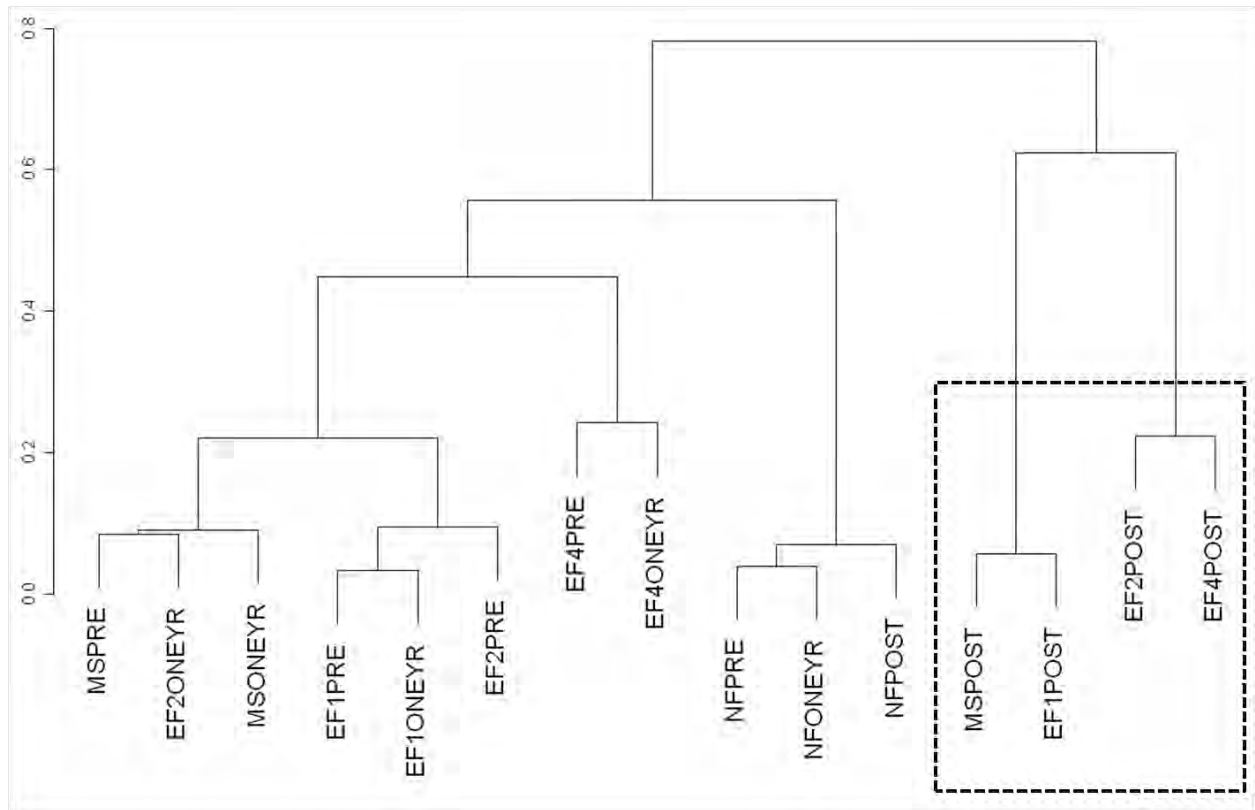 0.8
0.6
0.4
0.2
0.0
MSPRE
EF2ONEYR
MSONEYR
EF1PRE
EF1ONEYR
EF2PRE
EF4PRE
EF4ONEYR
NFPRE
NFONEYR
NFPOST
MSPOST
EF1POST
EF2POST
EF4POST